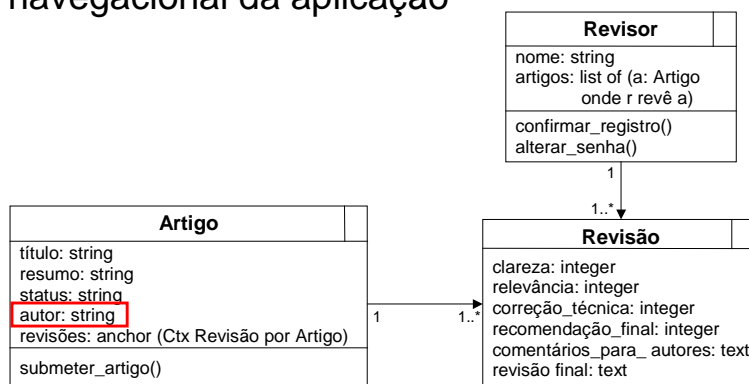 navegacional da aplicação
Revisor
nome: string
artigos: list of (a: Artigo
onde r revê a)
confirmar_registro()
alterar_senha()
1
1..*
Artigo
título: string
resumo: string
status: string
autor: string
revisões: anchor (Ctx Revisão por Artigo)
submeter_artigo()
1
1..*
Revisão
clareza: integer
relevância: integer
correção_técnica: integer
recomendação_final: integer
comentários_para_ autores: text
revisão final: text